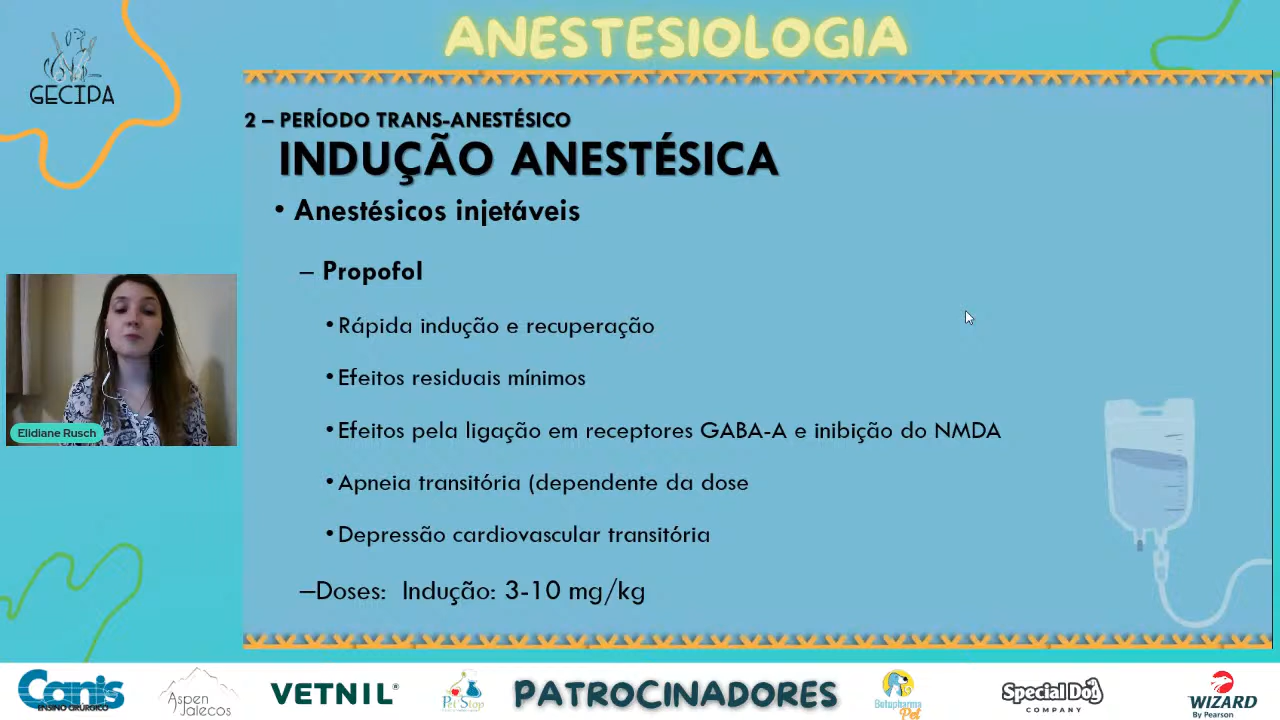 ANESTESIOLOGIA
GECIPA
2 – PERÍODO TRANS-ANESTÉSICO
INDUÇÃO ANESTÉSICA
• Anestésicos injetáveis
– Propofol
• Rápida indução e recuperação
• Efeitos residuais mínimos
• Efeitos pela ligação em receptores GABA-A e inibição do NMDA
• Apneia transitória (dependente da dose
• Depressão cardiovascular transitória
–Doses: Indução: 3-10 mg/kg
Elidiane Rusch
Canis
ENSINO CIRÚRGICO
Aspen
Jalecos
VETNIL®
Pet Stop
PATROCINADORES
Botupharma
Pet
Special Dog
COMPANY
WIZARD
By Pearson